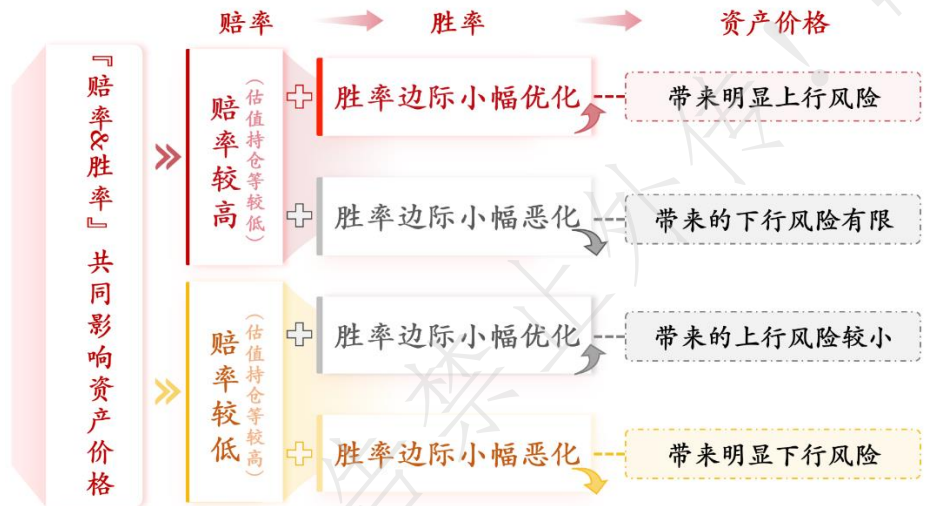 赔率 胜率 资产价格
『赔率&胜率』共同影响资产价格
赔率较高
（估值持仓等较低）
胜率边际小幅优化
带来明显上行风险
胜率边际小幅恶化
带来的下行风险有限
赔率较低
（估值持仓等较高）
胜率边际小幅优化
带来的上行风险较小
胜率边际小幅恶化
带来明显下行风险
禁止外传！